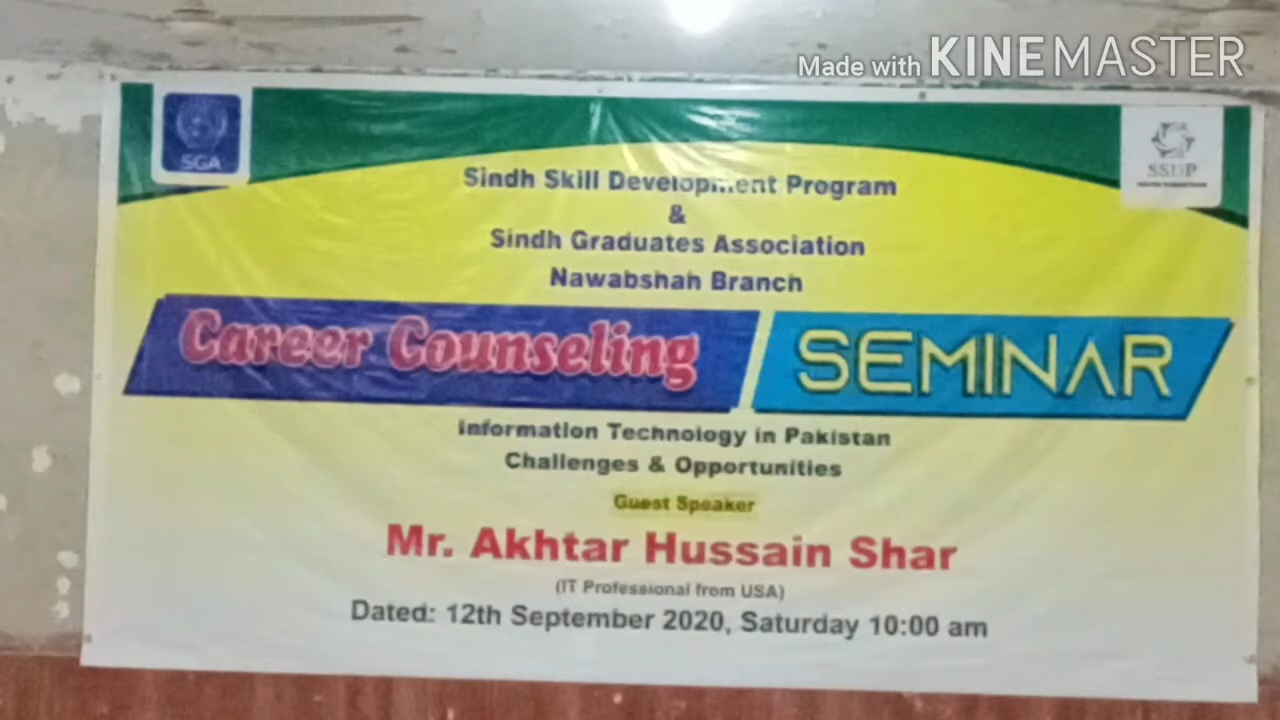 Made with KINEMASTER
SGA
SSDP
Sindh Skill Development Program
&
Sindh Graduates Association
Nawabshah Branch
Career Counseling SEMINAR
Information Technology in Pakistan
Challenges & Opportunities
Guest Speaker
Mr. Akhtar Hussain Shar
(IT Professional from USA)
Dated: 12th September 2020, Saturday 10:00 am